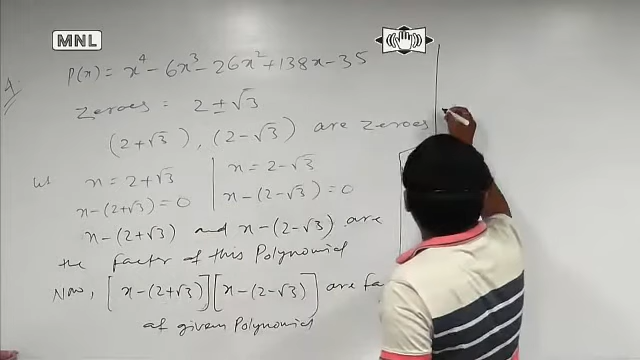 MNL
4.
P(x) = x⁴ - 6x³ - 26x² + 138x - 35
Zeroes = 2 ± √3
(2+√3), (2-√3) are zeroes
let x = 2+√3 | x = 2-√3
x-(2+√3) = 0 | x-(2-√3) = 0
x-(2+√3) and x-(2-√3) are
the factor of this Polynomial
Now, [x-(2+√3)][x-(2-√3)] are fa
of given Polynomial